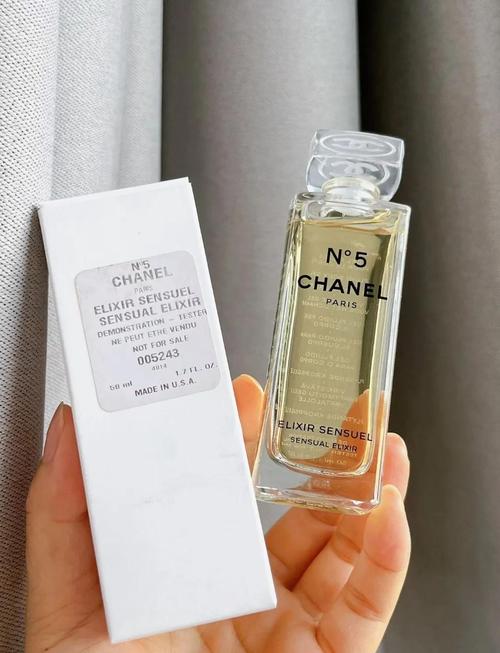 N°5
CHANEL
PARIS
ELIXIR SENSUEL
SENSUAL ELIXIR
DEMONSTRATION – TESTER
NE PEUT ETRE VENDU
NOT FOR SALE
005243
4014
50 ml 1.7 FL. OZ.
MADE IN U.S.A.
N°5
CHANEL
PARIS
ELIXIR SENSUEL
SENSUAL ELIXIR